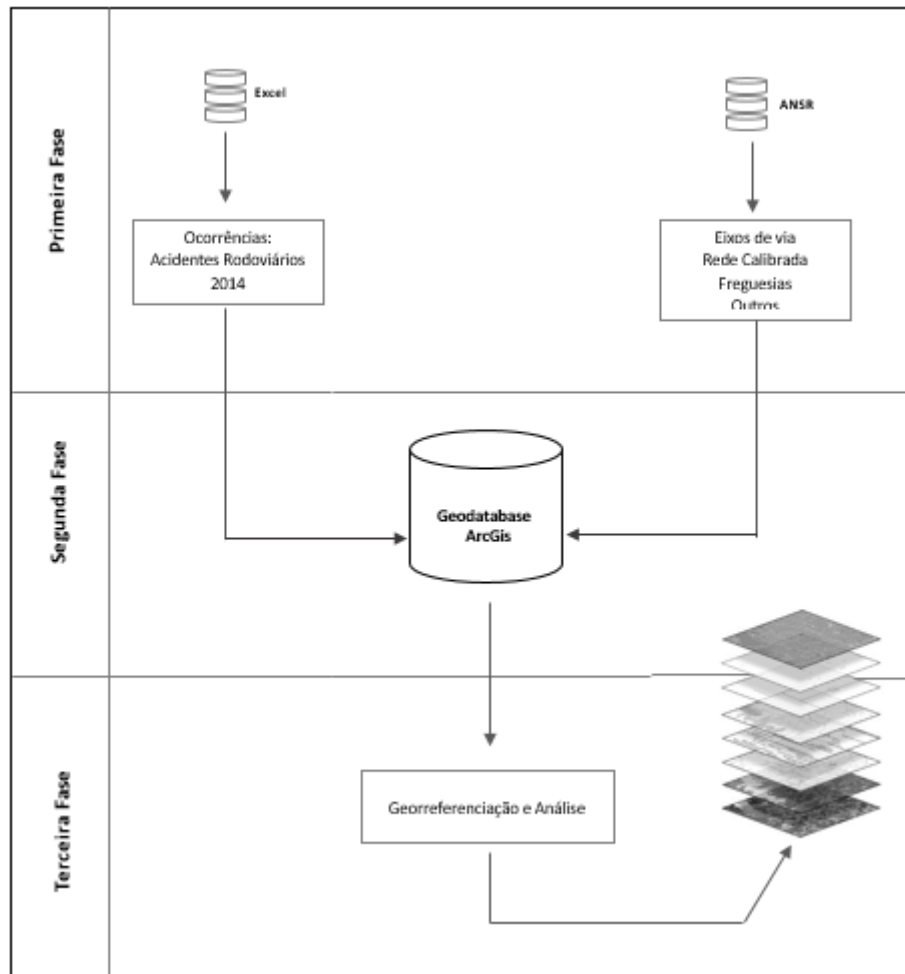 Primeira Fase
Excel
ANSR
Ocorrências:
Acidentes Rodoviários
2014
Eixos de via
Rede Calibrada
Freguesias
Outros
Segunda Fase
Geodatabase
ArcGis
Terceira Fase
Georreferenciação e Análise